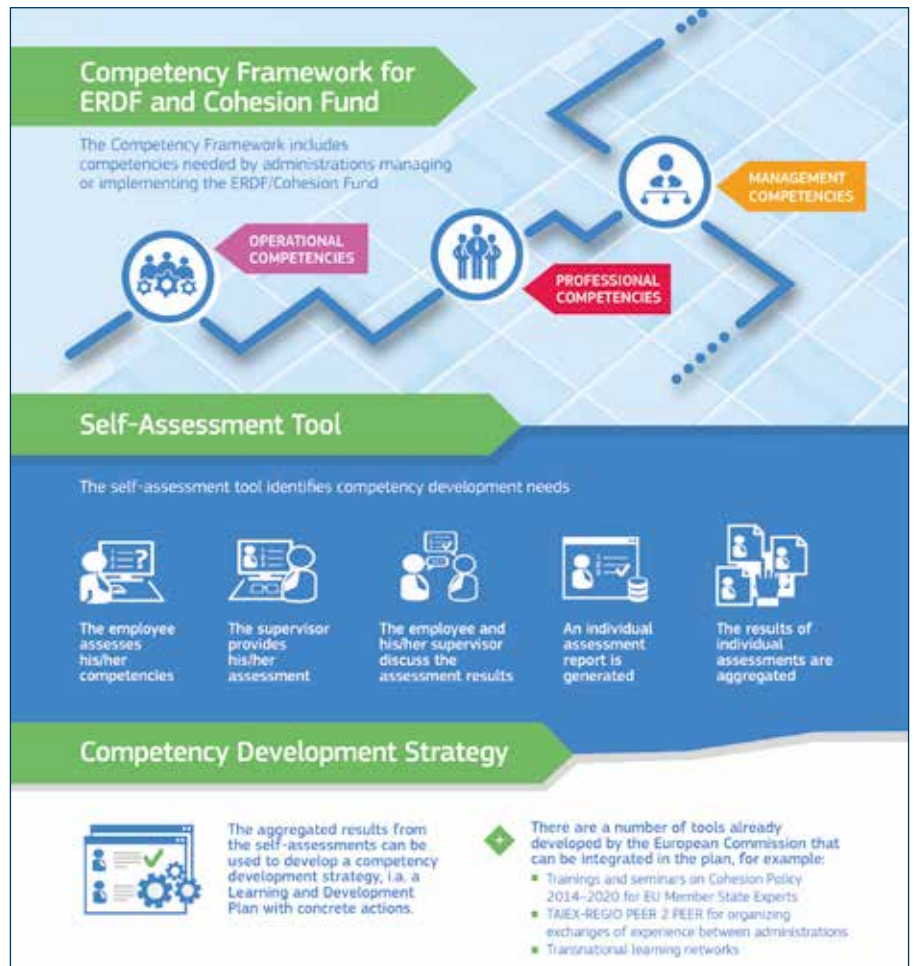 Competency Framework for
ERDF and Cohesion Fund
The Competency Framework includes
competencies needed by administrations managing
or implementing the ERDF/Cohesion Fund
OPERATIONAL
COMPETENCIES
PROFESSIONAL
COMPETENCIES
MANAGEMENT
COMPETENCIES
Self-Assessment Tool
The self-assessment tool identifies competency development needs
The employee
assesses
his/her
competencies
The supervisor
provides
his/her
assessment
The employee and
his/her supervisor
discuss the
assessment results
An individual
assessment
report is
generated
The results of
individual
assessments are
aggregated
Competency Development Strategy
The aggregated results from
the self-assessments can be
used to develop a competency
development strategy, i.a. a
Learning and Development
Plan with concrete actions.
There are a number of tools already
developed by the European Commission that
can be integrated in the plan, for example:
Trainings and seminars on Cohesion Policy
2014-2020 for EU Member State Experts
TAIEX-REGIO PEER 2 PEER for organizing
exchanges of experience between administrations
Transnational learning networks